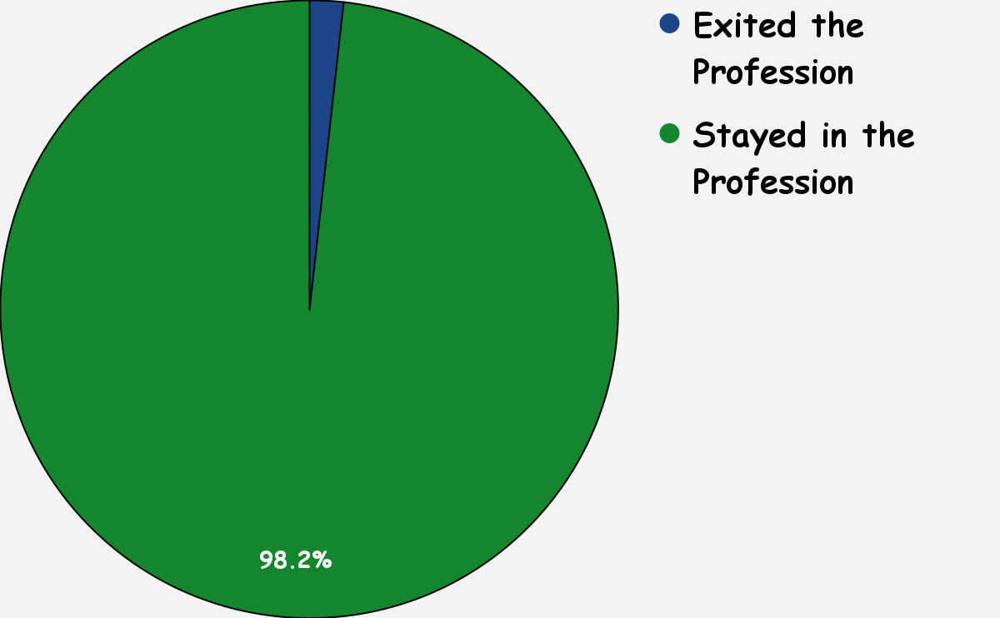 Exited the
Profession
Stayed in the
Profession
98.2%